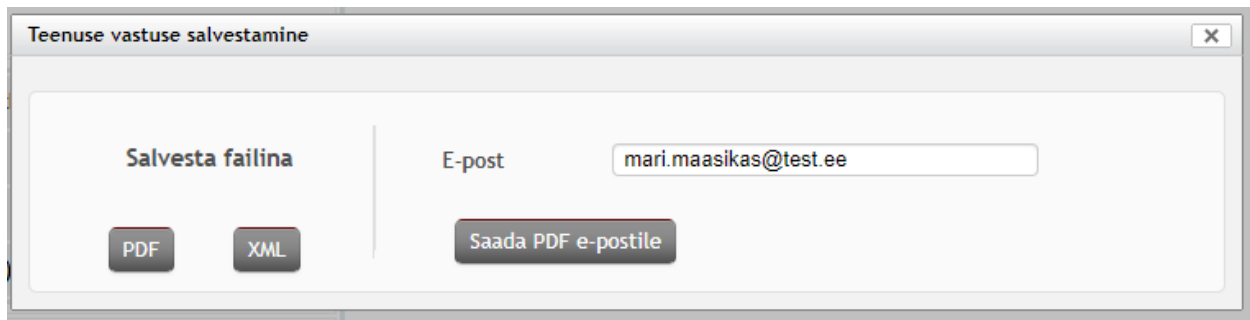 Teenuse vastuse salvestamine
Salvesta failina
PDF XML
E-post mari.maasikas@test.ee
Saada PDF e-postile